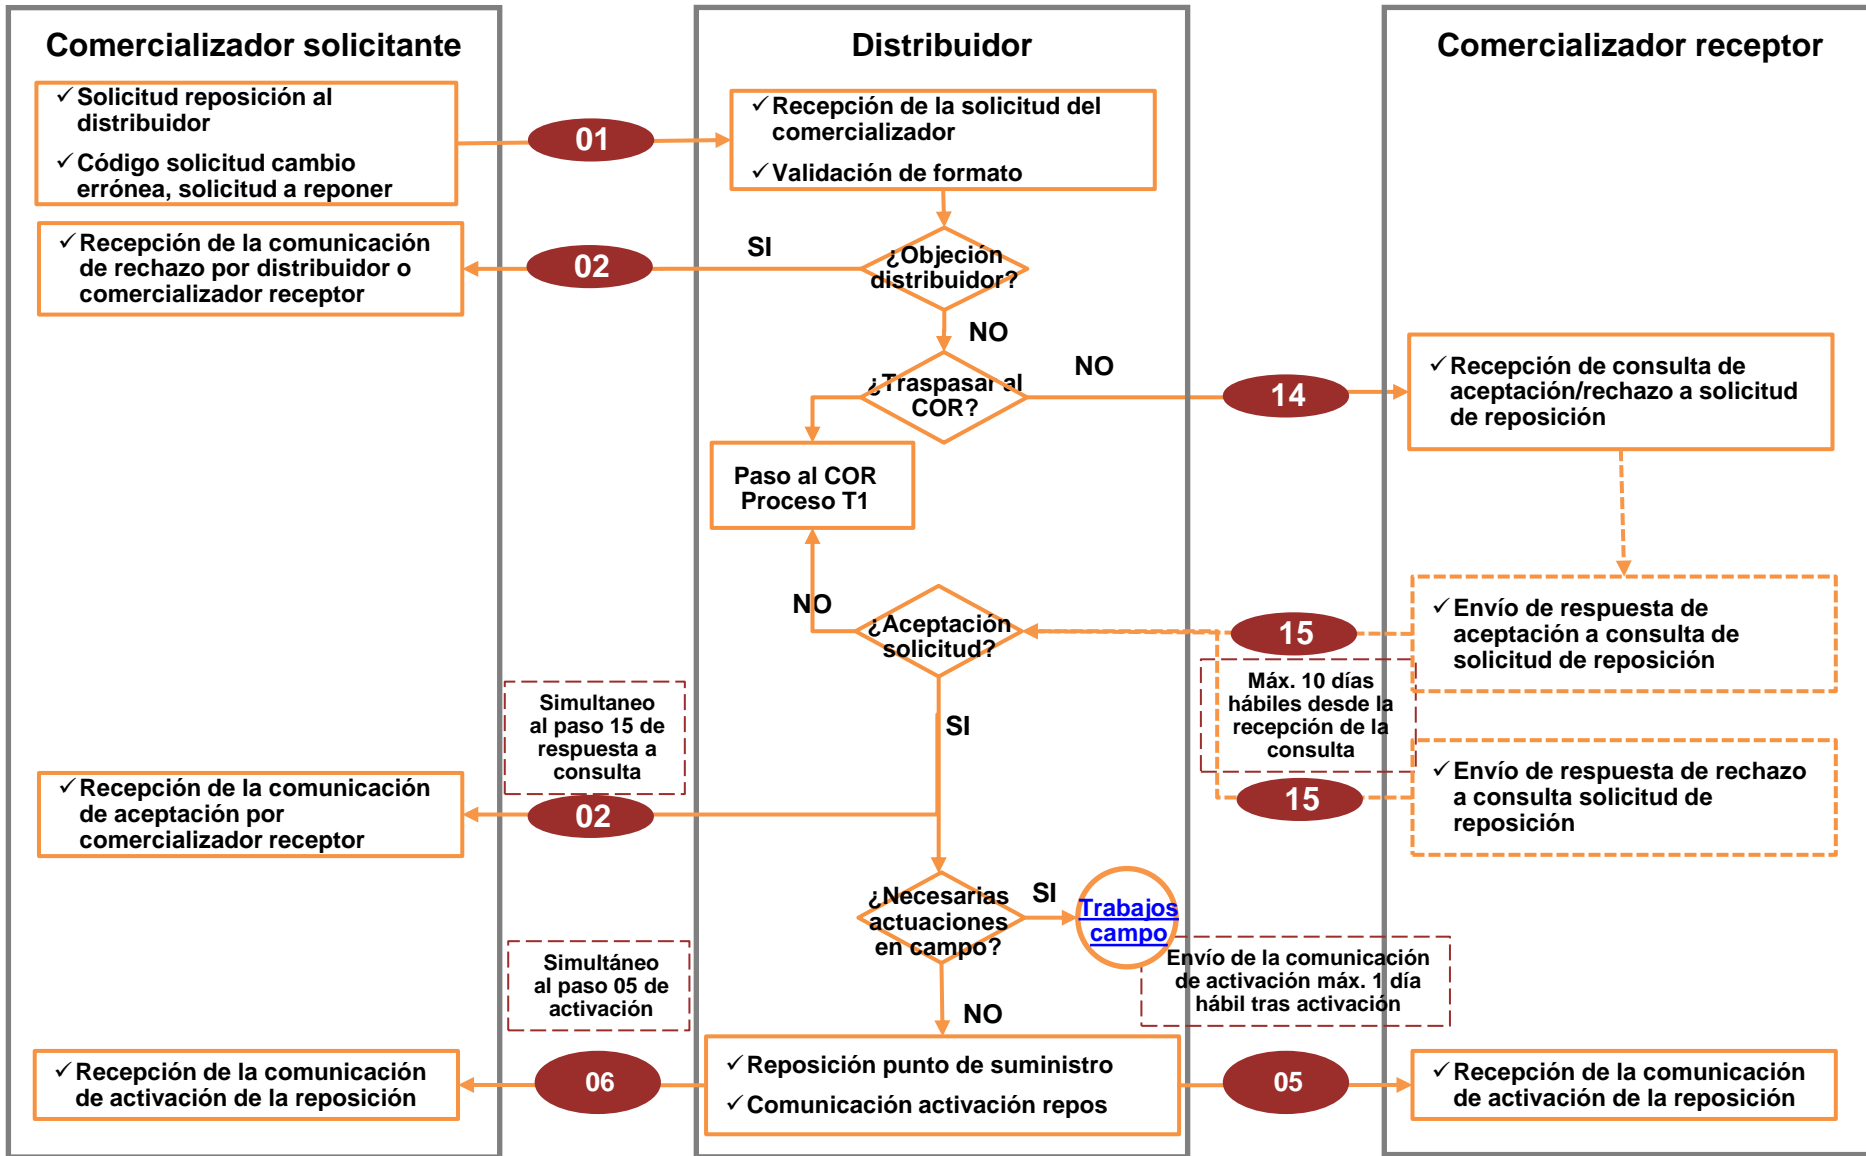 Comercializador solicitante
✓ Solicitud reposición al
distribuidor
✓ Código solicitud cambio
errónea, solicitud a reponer
01
Distribuidor
✓ Recepción de la solicitud del
comercializador
✓ Validación de formato
Comercializador receptor
✓ Recepción de la comunicación
de rechazo por distribuidor o
comercializador receptor
02
SI
¿Objeción
distribuidor?
NO
¿Traspasar al
COR?
NO
14
✓ Recepción de consulta de
aceptación/rechazo a solicitud
de reposición
Paso al COR
Proceso T1
NO
¿Aceptación
solicitud?
15
✓ Envío de respuesta de
aceptación a consulta de
solicitud de reposición
Simultaneo
al paso 15 de
respuesta a
consulta
SI
Máx. 10 días
hábiles desde la
recepción de la
consulta
✓ Recepción de la comunicación
de aceptación por
comercializador receptor
02
15
✓ Envío de respuesta de rechazo
a consulta solicitud de
reposición
¿Necesarias
actuaciones
en campo?
SI
Trabajos
campo
Simultáneo
al paso 05 de
activación
NO
Envío de la comunicación
de activación máx. 1 día
hábil tras activación
✓ Recepción de la comunicación
de activación de la reposición
06
✓ Reposición punto de suministro
✓ Comunicación activación repos
05
✓ Recepción de la comunicación
de activación de la reposición